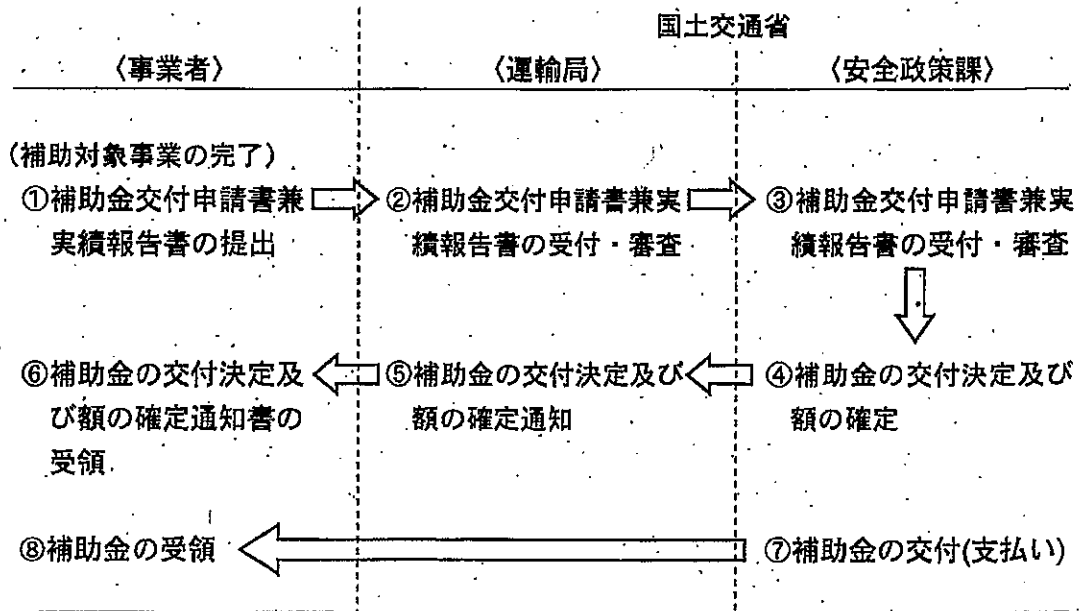 国土交通省
〈事業者〉
〈運輸局〉
〈安全政策課〉
(補助対象事業の完了)
①補助金交付申請書兼
実績報告書の提出
②補助金交付申請書兼実
績報告書の受付・審査
③補助金交付申請書兼実
績報告書の受付・審査
④補助金の交付決定及び
額の確定
⑤補助金の交付決定及び
額の確定通知
⑥補助金の交付決定及
び額の確定通知書の
受領
⑦補助金の交付(支払い)
⑧補助金の受領